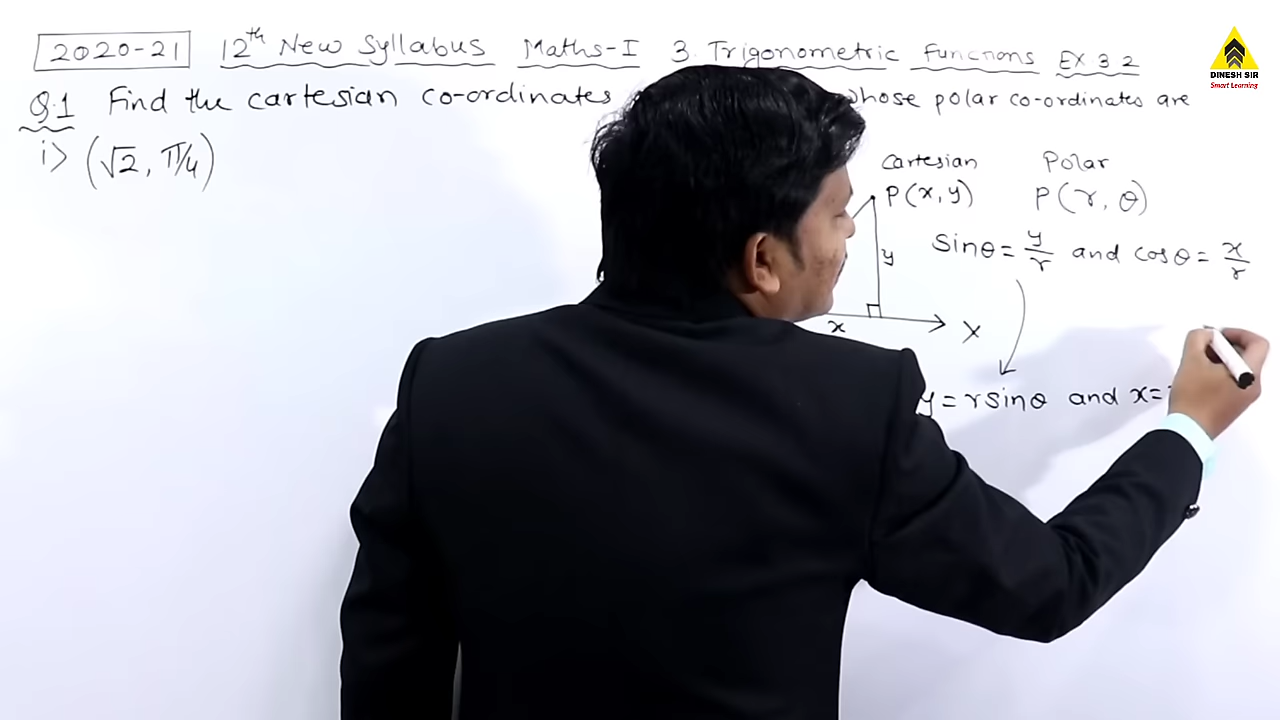 2020-21 12th New Syllabus Maths-I 3. Trigonometric Functions Ex 3.2
DINESH SIR
Smart Learning
Q.1 Find the cartesian co-ordinates whose polar co-ordinates are
i> (√2, π/4)
Cartesian Polar
P(x, y) P(r, θ)
y
sinθ = y/r and cosθ = x/r
x X
y = r sinθ and x =